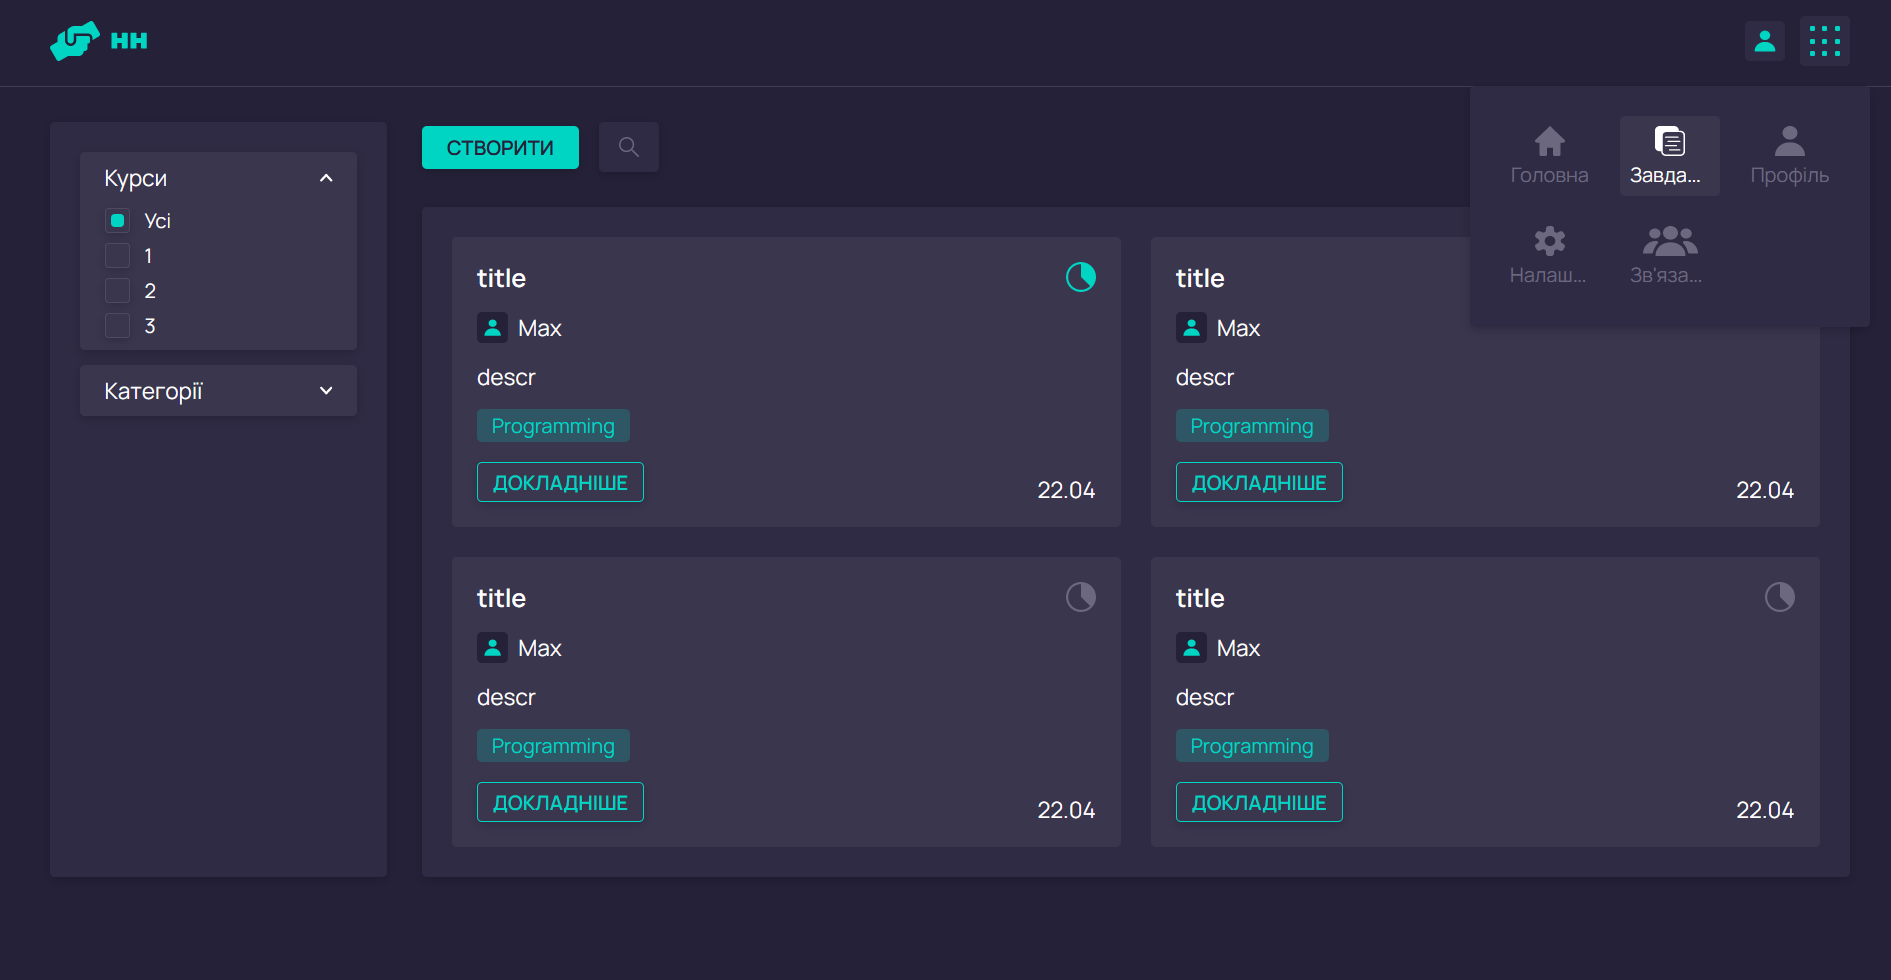 НН
Курси
Усі
1
2
3
Категорії
СТВОРИТИ
Головна
Завда...
Профіль
Налаш...
Зв'яза...
title
Max
descr
Programming
ДОКЛАДНІШЕ
22.04
title
Max
descr
Programming
ДОКЛАДНІШЕ
22.04
title
Max
descr
Programming
ДОКЛАДНІШЕ
22.04
title
Max
descr
Programming
ДОКЛАДНІШЕ
22.04